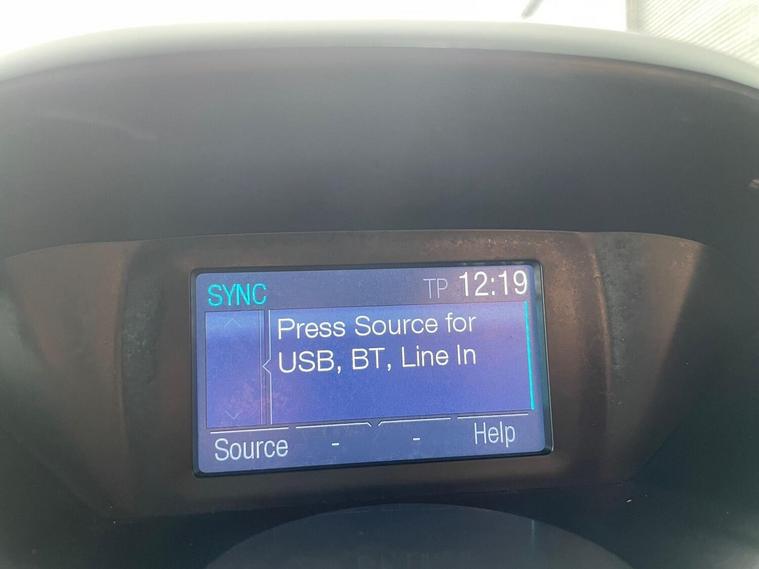 SYNC TP 12:19
Press Source for
USB, BT, Line In
Source - - Help